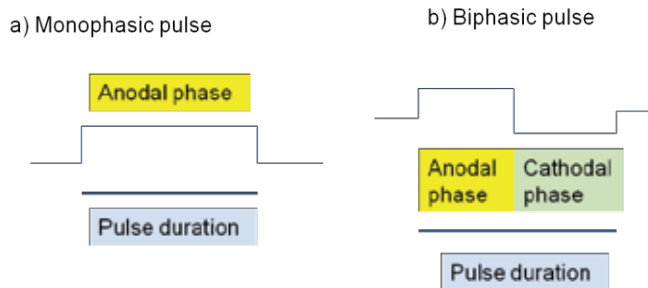 a) Monophasic pulse
Anodal phase
Pulse duration
b) Biphasic pulse
Anodal
phase
Cathodal
phase
Pulse duration